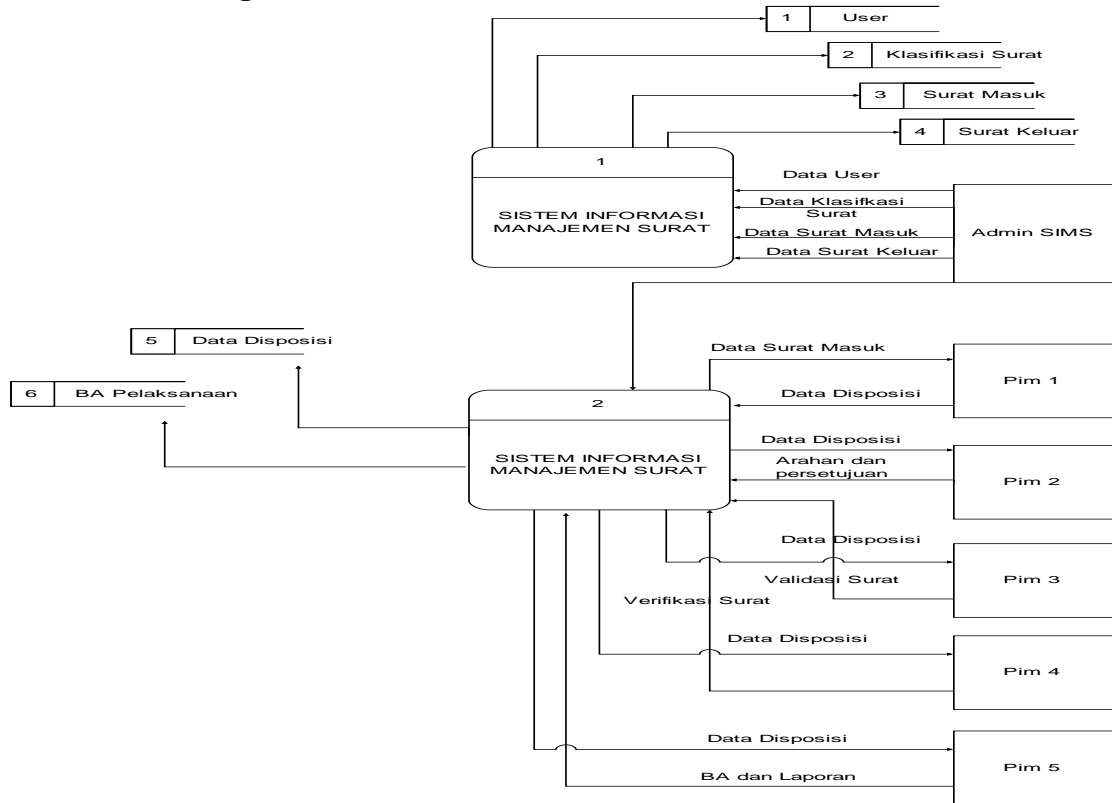 1 User
2 Klasifikasi Surat
3 Surat Masuk
4 Surat Keluar
1
SISTEM INFORMASI
MANAJEMEN SURAT
Data User
Data Klasifkasi
Surat
Data Surat Masuk
Data Surat Keluar
Admin SIMS
5 Data Disposisi
6 BA Pelaksanaan
2
SISTEM INFORMASI
MANAJEMEN SURAT
Data Surat Masuk
Data Disposisi
Pim 1
Data Disposisi
Arahan dan
persetujuan
Pim 2
Data Disposisi
Validasi Surat
Pim 3
Verifikasi Surat
Data Disposisi
Pim 4
Data Disposisi
BA dan Laporan
Pim 5